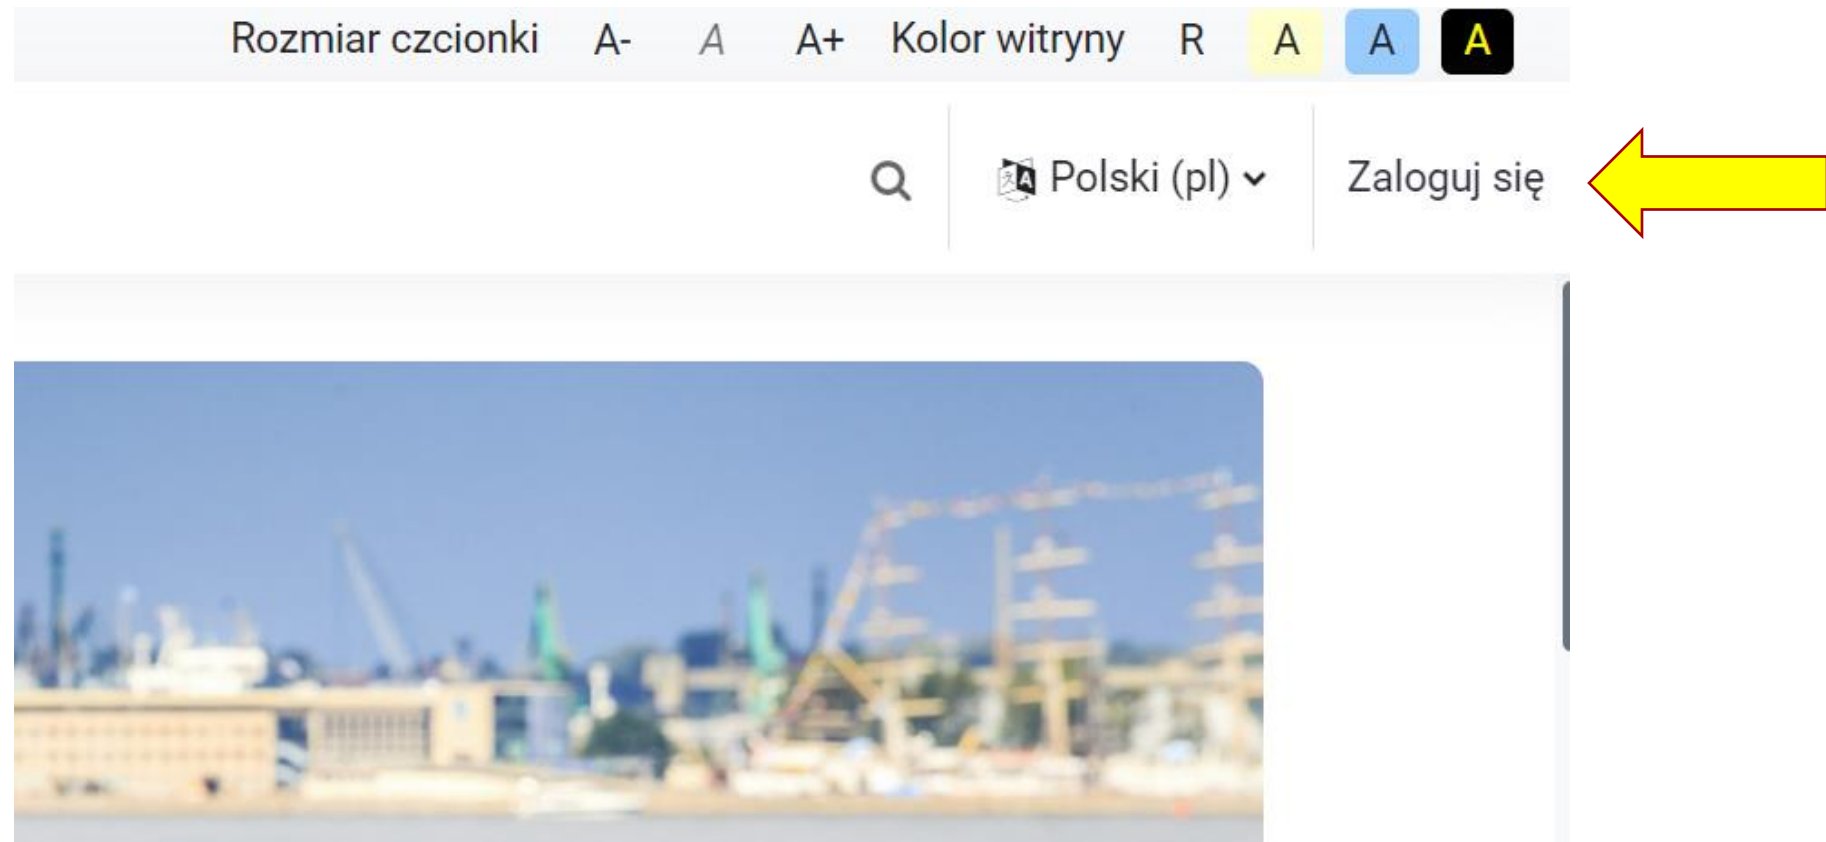 Rozmiar czcionki A- A A+ Kolor witryny R A A A
Polski (pl) Zaloguj się